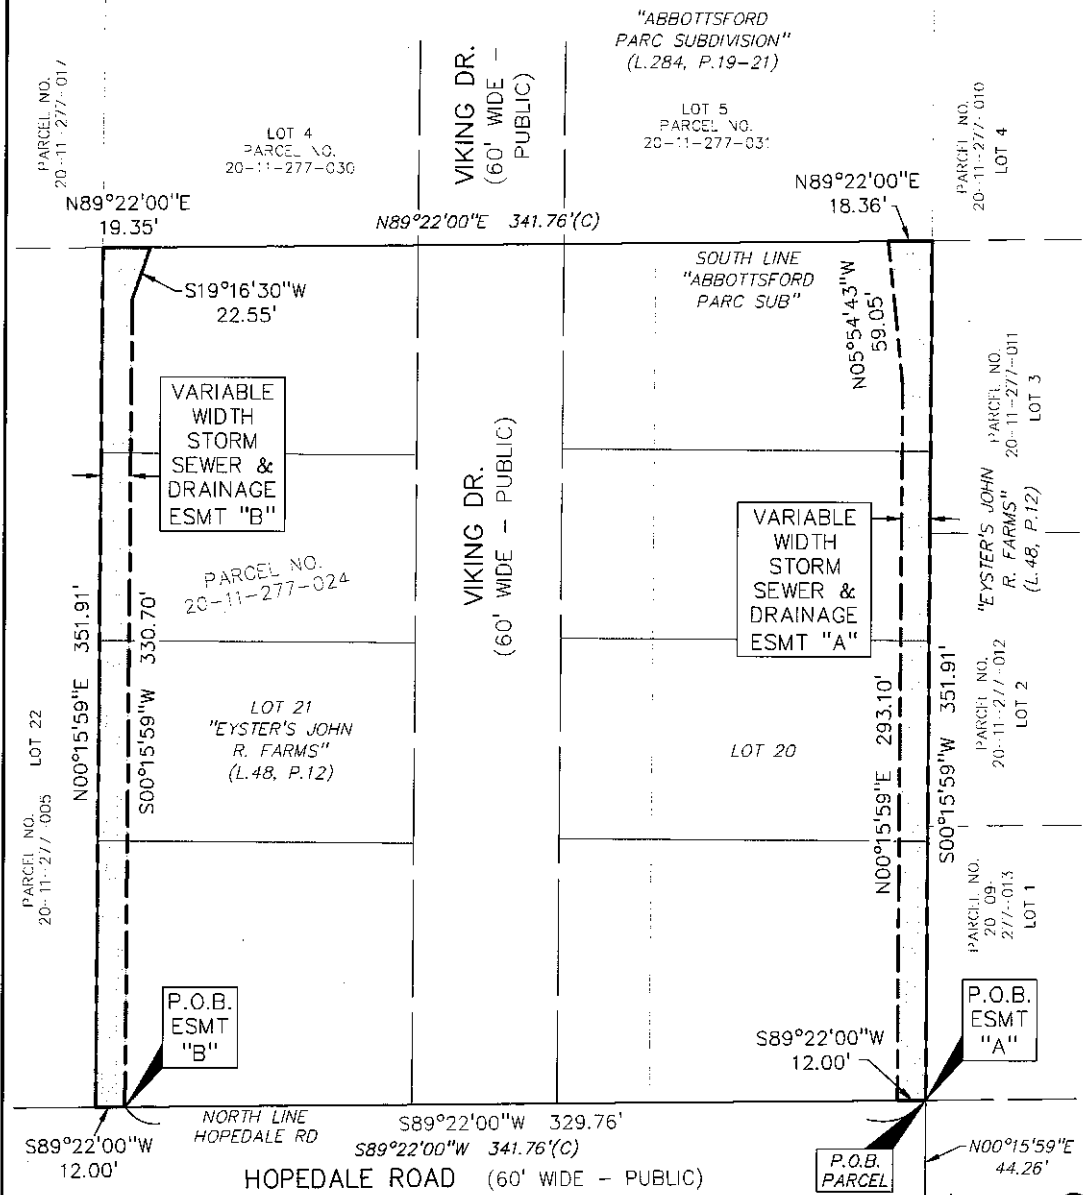 "ABBOTTSFORD
PARC SUBDIVISION"
(L.284, P.19-21)
PARCEL NO.
20-11-277-017
LOT 4
PARCEL NO.
20-11-277-030
VIKING DR.
(60' WIDE -
PUBLIC)
LOT 5
PARCEL NO.
20-11-277-031
PARCEL NO.
20-11-277-010
LOT 4
N89°22'00"E
19.35'
N89°22'00"E 341.76'(C)
N89°22'00"E
18.36'
S19°16'30"W
22.55'
SOUTH LINE
"ABBOTTSFORD
PARC SUB"
N05°54'43"W
59.05'
VARIABLE
WIDTH
STORM
SEWER &
DRAINAGE
ESMT "B"
PARCEL NO.
20-11-277-011
LOT 3
VIKING DR.
(60' WIDE - PUBLIC)
VARIABLE
WIDTH
STORM
SEWER &
DRAINAGE
ESMT "A"
"EYSTER'S JOHN
R. FARMS"
(L.48, P.12)
PARCEL NO.
20-11-277-024
N00°15'59"E 351.91'
S00°15'59"W 330.70'
LOT 21
"EYSTER'S JOHN
R. FARMS"
(L.48, P.12)
LOT 20
N00°15'59"E 293.10'
S00°15'59"W 351.91'
PARCEL NO.
20-11-277-012
LOT 2
LOT 22
PARCEL NO.
20-11-277-005
PARCEL NO.
20 09-
277-013
LOT 1
P.O.B.
ESMT
"B"
P.O.B.
ESMT
"A"
S89°22'00"W
12.00'
S89°22'00"W
12.00'
NORTH LINE
HOPEDALE RD
S89°22'00"W 329.76'
S89°22'00"W 341.76'(C)
HOPEDALE ROAD (60' WIDE - PUBLIC)
P.O.B.
PARCEL
N00°15'59"E
44.26'